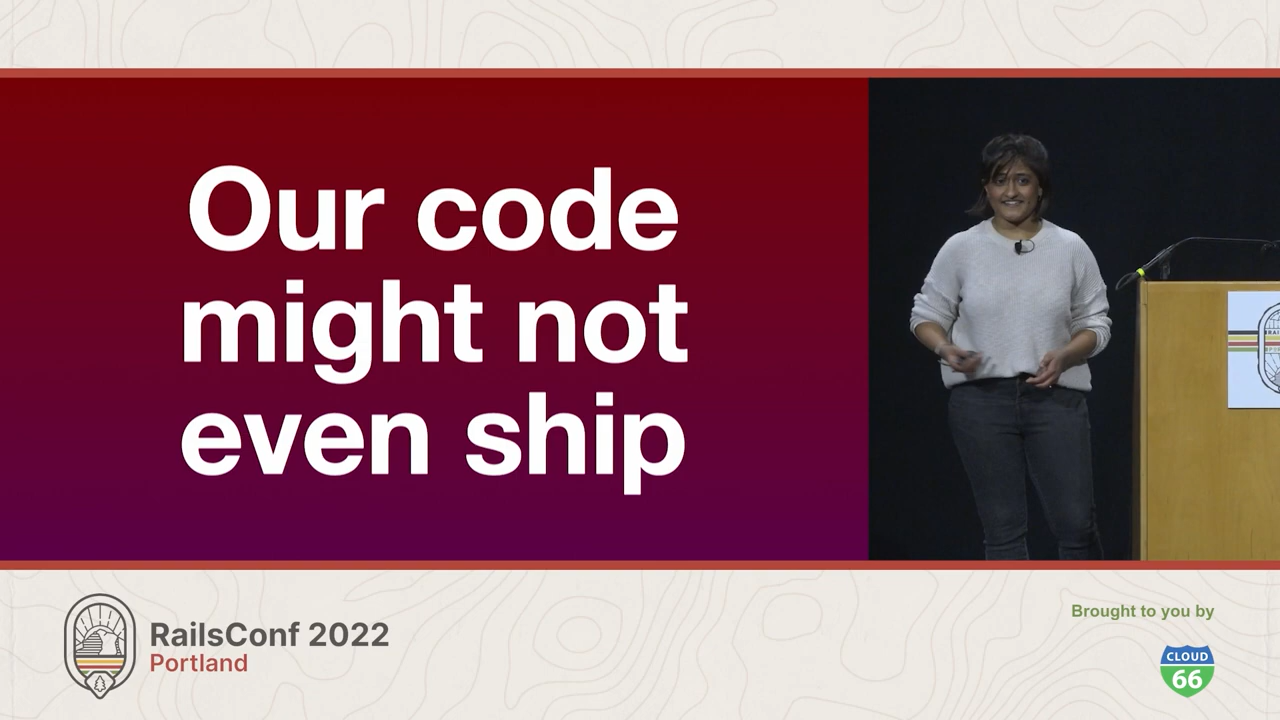 Our code
might not
even ship
RailsConf 2022
Portland
Brought to you by
CLOUD
66